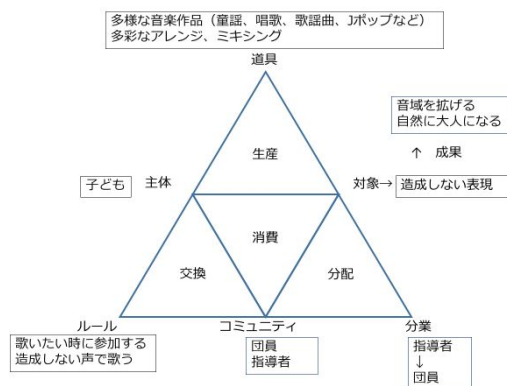 多様な音楽作品（童謡、唱歌、歌謡曲、Jポップなど）
多彩なアレンジ、ミキシング
道具
音域を拡げる
自然に大人になる
↑ 成果
生産
子ども 主体
対象→ 造成しない表現
消費
交換
分配
ルール
コミュニティ
分業
歌いたい時に参加する
造成しない声で歌う
団員
指導者
指導者
↓
団員